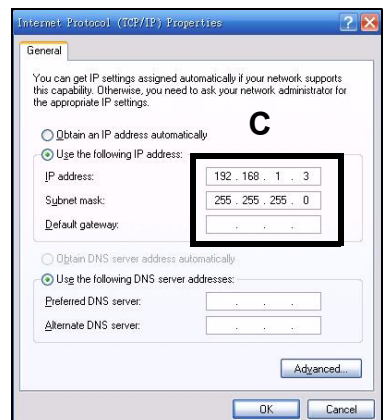 Internet Protocol (TCP/IP) Properties
General
You can get IP settings assigned automatically if your network supports
this capability. Otherwise, you need to ask your network administrator for
the appropriate IP settings.
Obtain an IP address automatically
C
Use the following IP address:
IP address: 192 . 168 . 1 . 3
Subnet mask: 255 . 255 . 255 . 0
Default gateway: . . .
Obtain DNS server address automatically
Use the following DNS server addresses:
Preferred DNS server: . . .
Alternate DNS server: . . .
Advanced...
OK Cancel